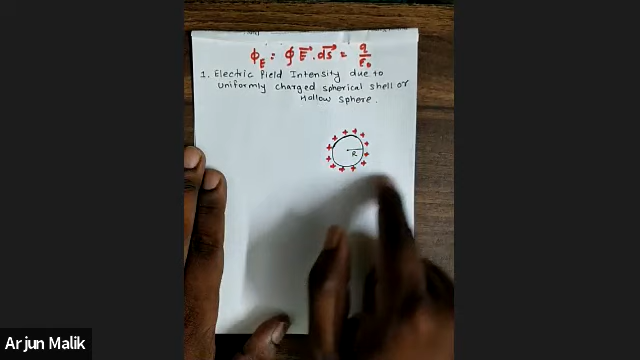 ϕE = ∮ E⃗ . ds⃗ = q/ε₀
1. Electric Field Intensity due to
uniformly charged spherical shell or
Hollow sphere.
R
Arjun Malik